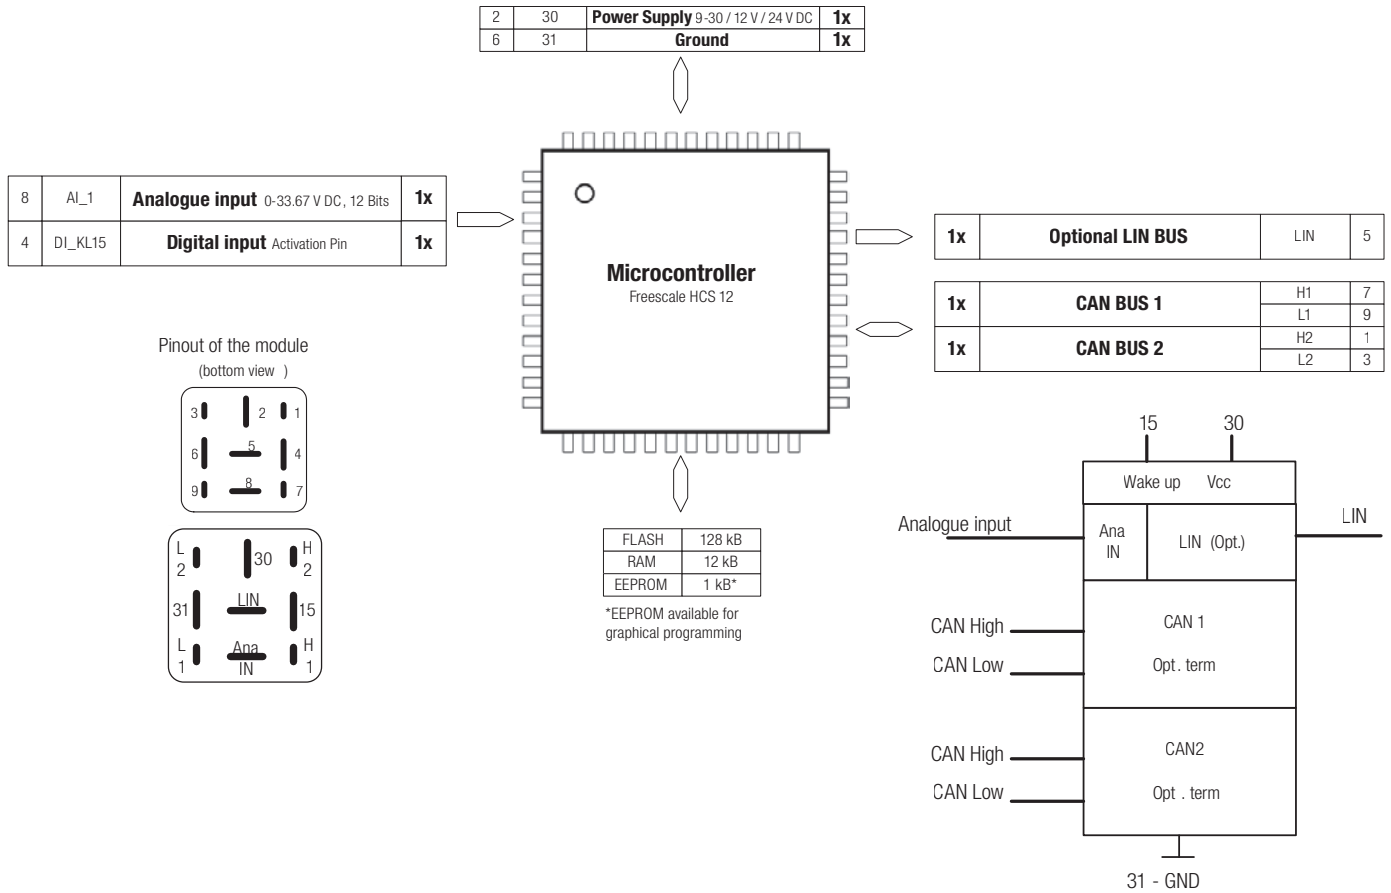 2 30 Power Supply 9-30 / 12 V / 24 V DC 1x
6 31 Ground 1x
8 AI_1 Analogue input 0-33.67 V DC, 12 Bits 1x
4 DI_KL15 Digital input Activation Pin 1x
Microcontroller
Freescale HCS 12
1x Optional LIN BUS LIN 5
1x CAN BUS 1 H1 7
L1 9
1x CAN BUS 2 H2 1
L2 3
Pinout of the module
(bottom view )
3 2 1
6 5 4
9 8 7
L 2 30 H 2
31 LIN 15
L 1 Ana IN H 1
FLASH 128 kB
RAM 12 kB
EEPROM 1 kB*
*EEPROM available for
graphical programming
15 30
Wake up Vcc
Analogue input
Ana
IN
LIN (Opt.)
LIN
CAN High
CAN 1
CAN Low
Opt. term
CAN High
CAN2
CAN Low
Opt . term
31 - GND